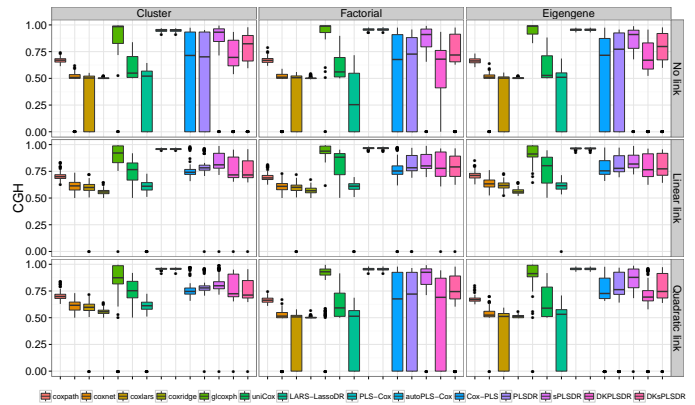 Cluster Factorial Eigengene
CGH
1.00
0.75
0.50
0.25
0.00
No link
1.00
0.75
0.50
0.25
0.00
Linear link
1.00
0.75
0.50
0.25
0.00
Quadratic link
coxpath coxnet coxlars coxridge glcoxph uniCox LARS-LassoDR PLS-Cox autoPLS-Cox Cox-PLS PLSDR sPLSDR DKPLSDR DKsPLSDR